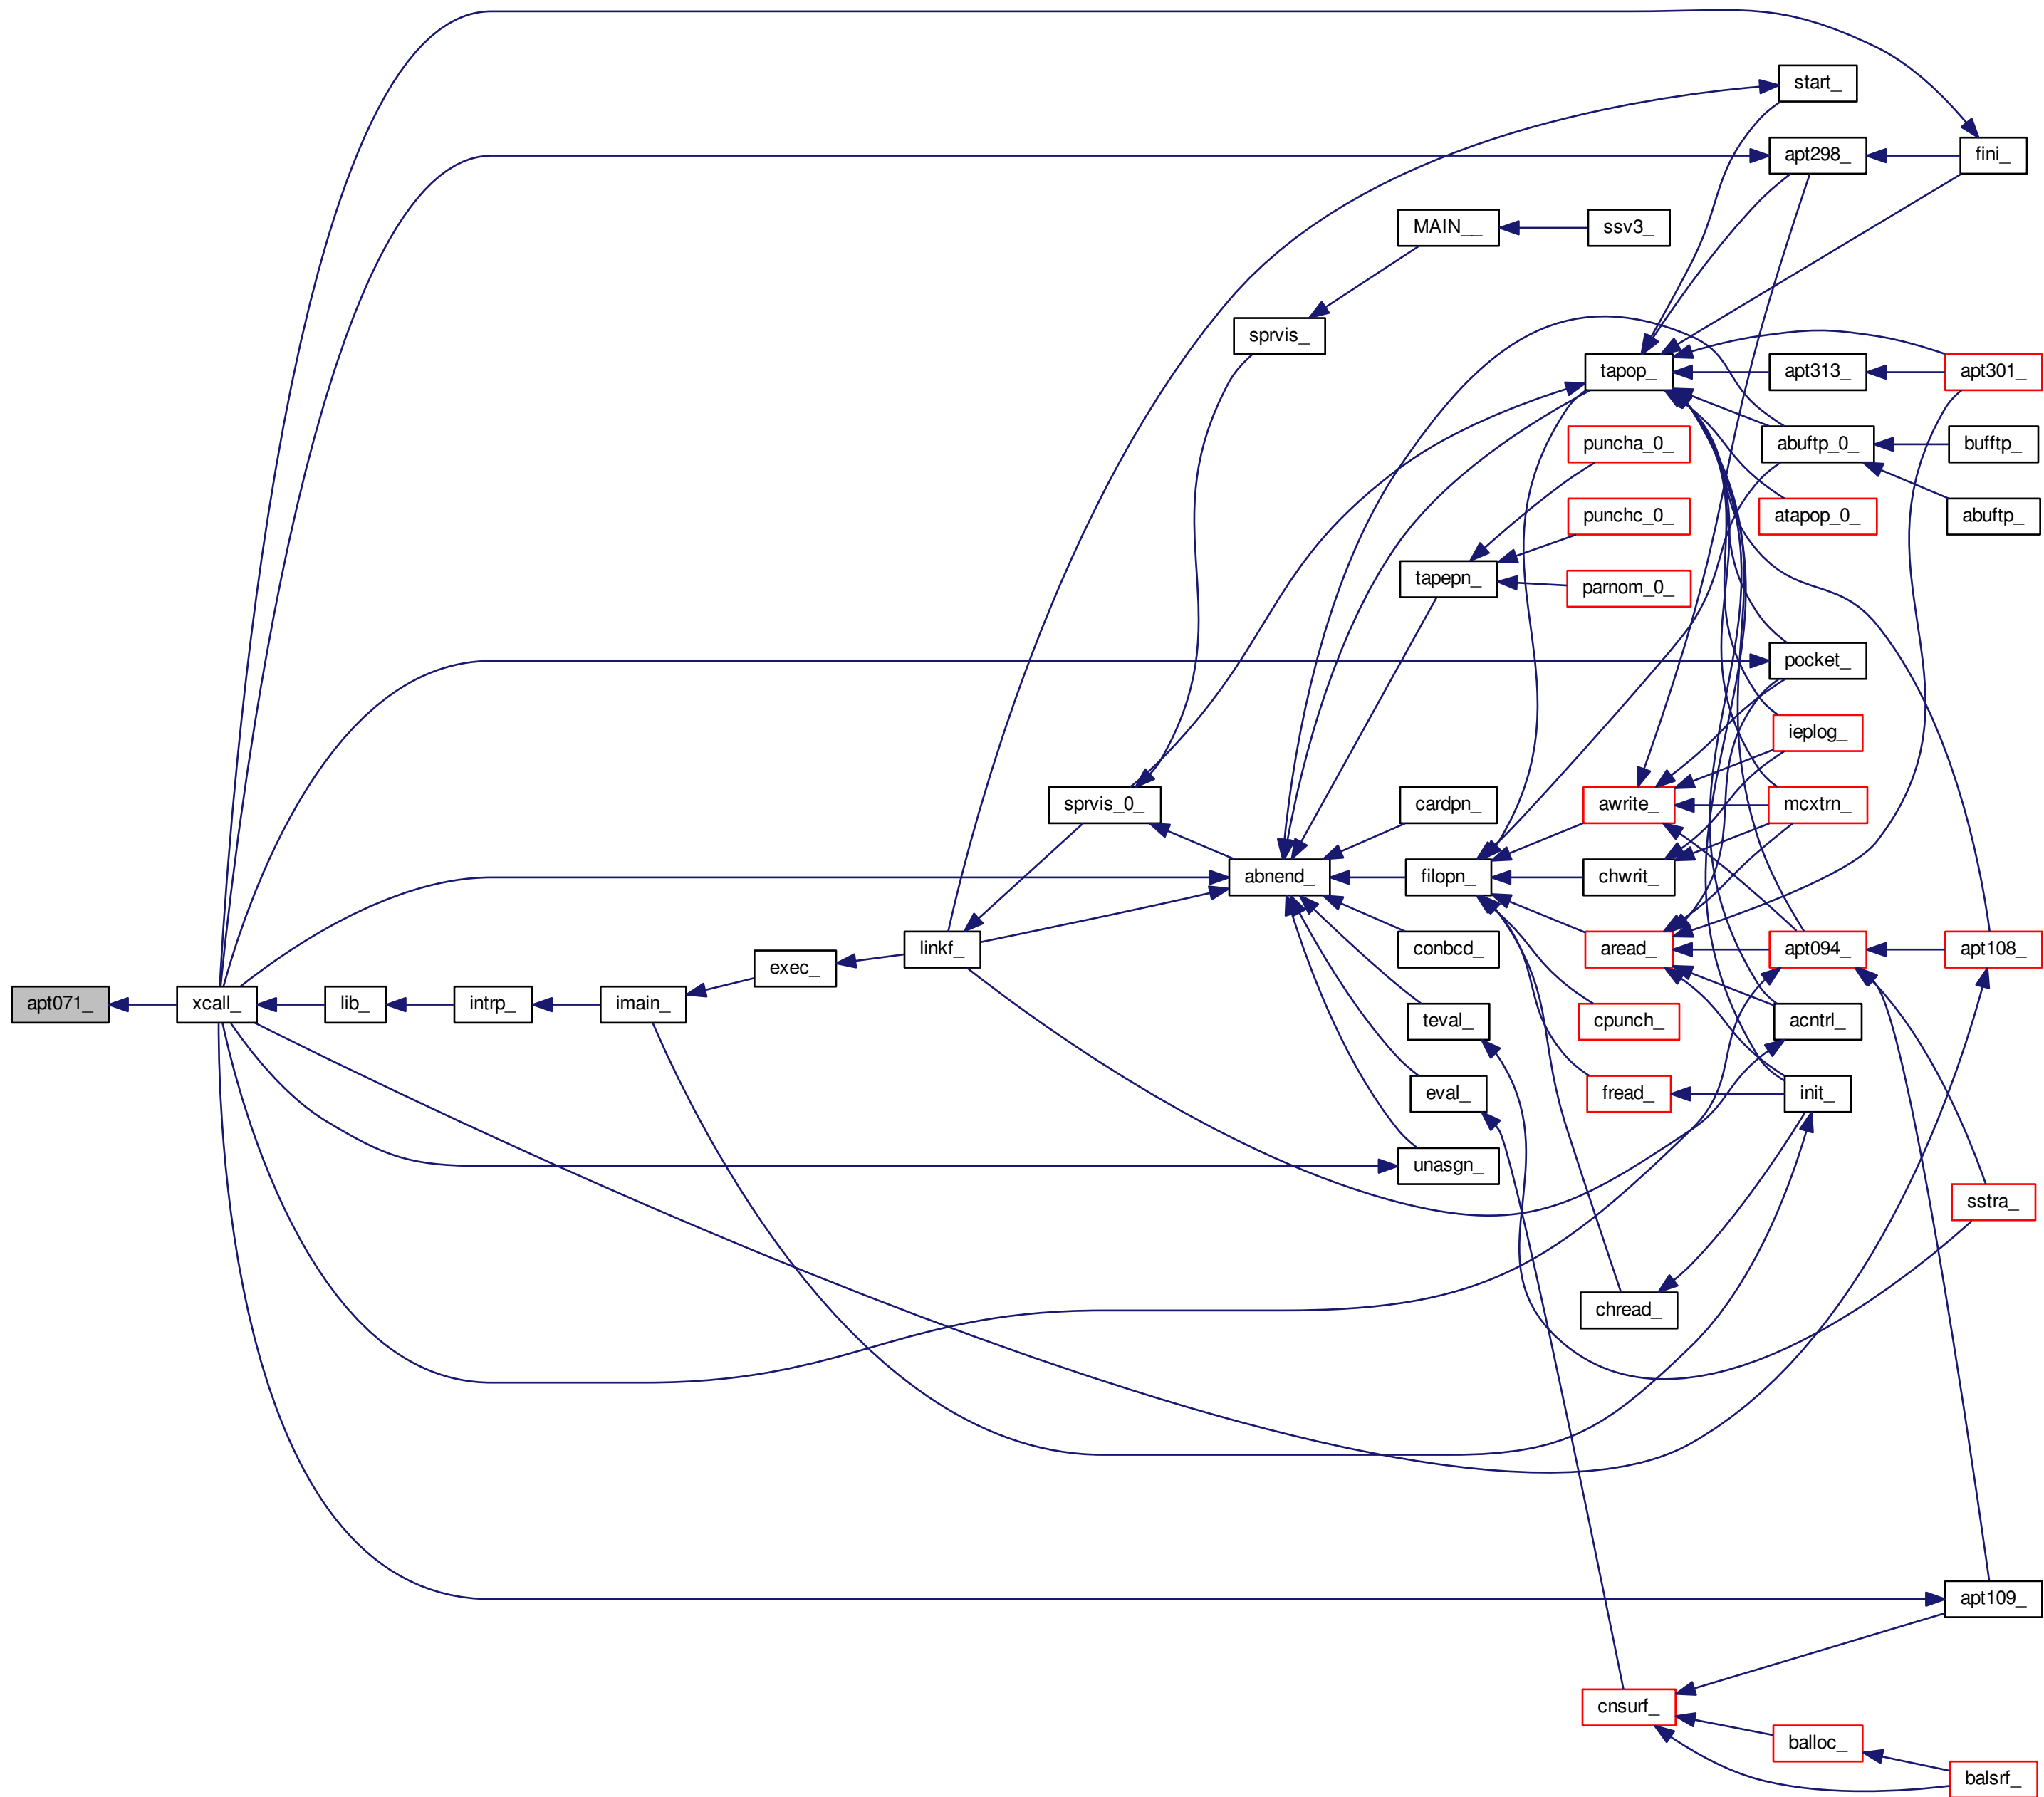 start_
apt298_
fini_
MAIN__
ssv3_
sprvis_
tapop_
apt313_
apt301_
puncha_0_
abuftp_0_
bufftp_
punchc_0_
atapop_0_
abuftp_
tapepn_
parnom_0_
pocket_
ieplog_
sprvis_0_
cardpn_
awrite_
mcxtrn_
abnend_
filopn_
chwrit_
linkf_
conbcd_
aread_
apt094_
apt108_
exec_
apt071_
xcall_
lib_
intrp_
imain_
teval_
cpunch_
acntrl_
eval_
fread_
init_
unasgn_
sstra_
chread_
apt109_
cnsurf_
balloc_
balsrf_